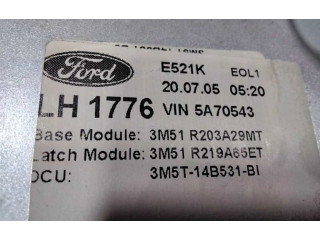 Ford
E521K EOL1
20.07.05 05:20
LH 1776 VIN 5A70543
Base Module: 3M51 R203A29MT
Latch Module: 3M51 R219A65ET
DCU: 3M5T-14B531-BI